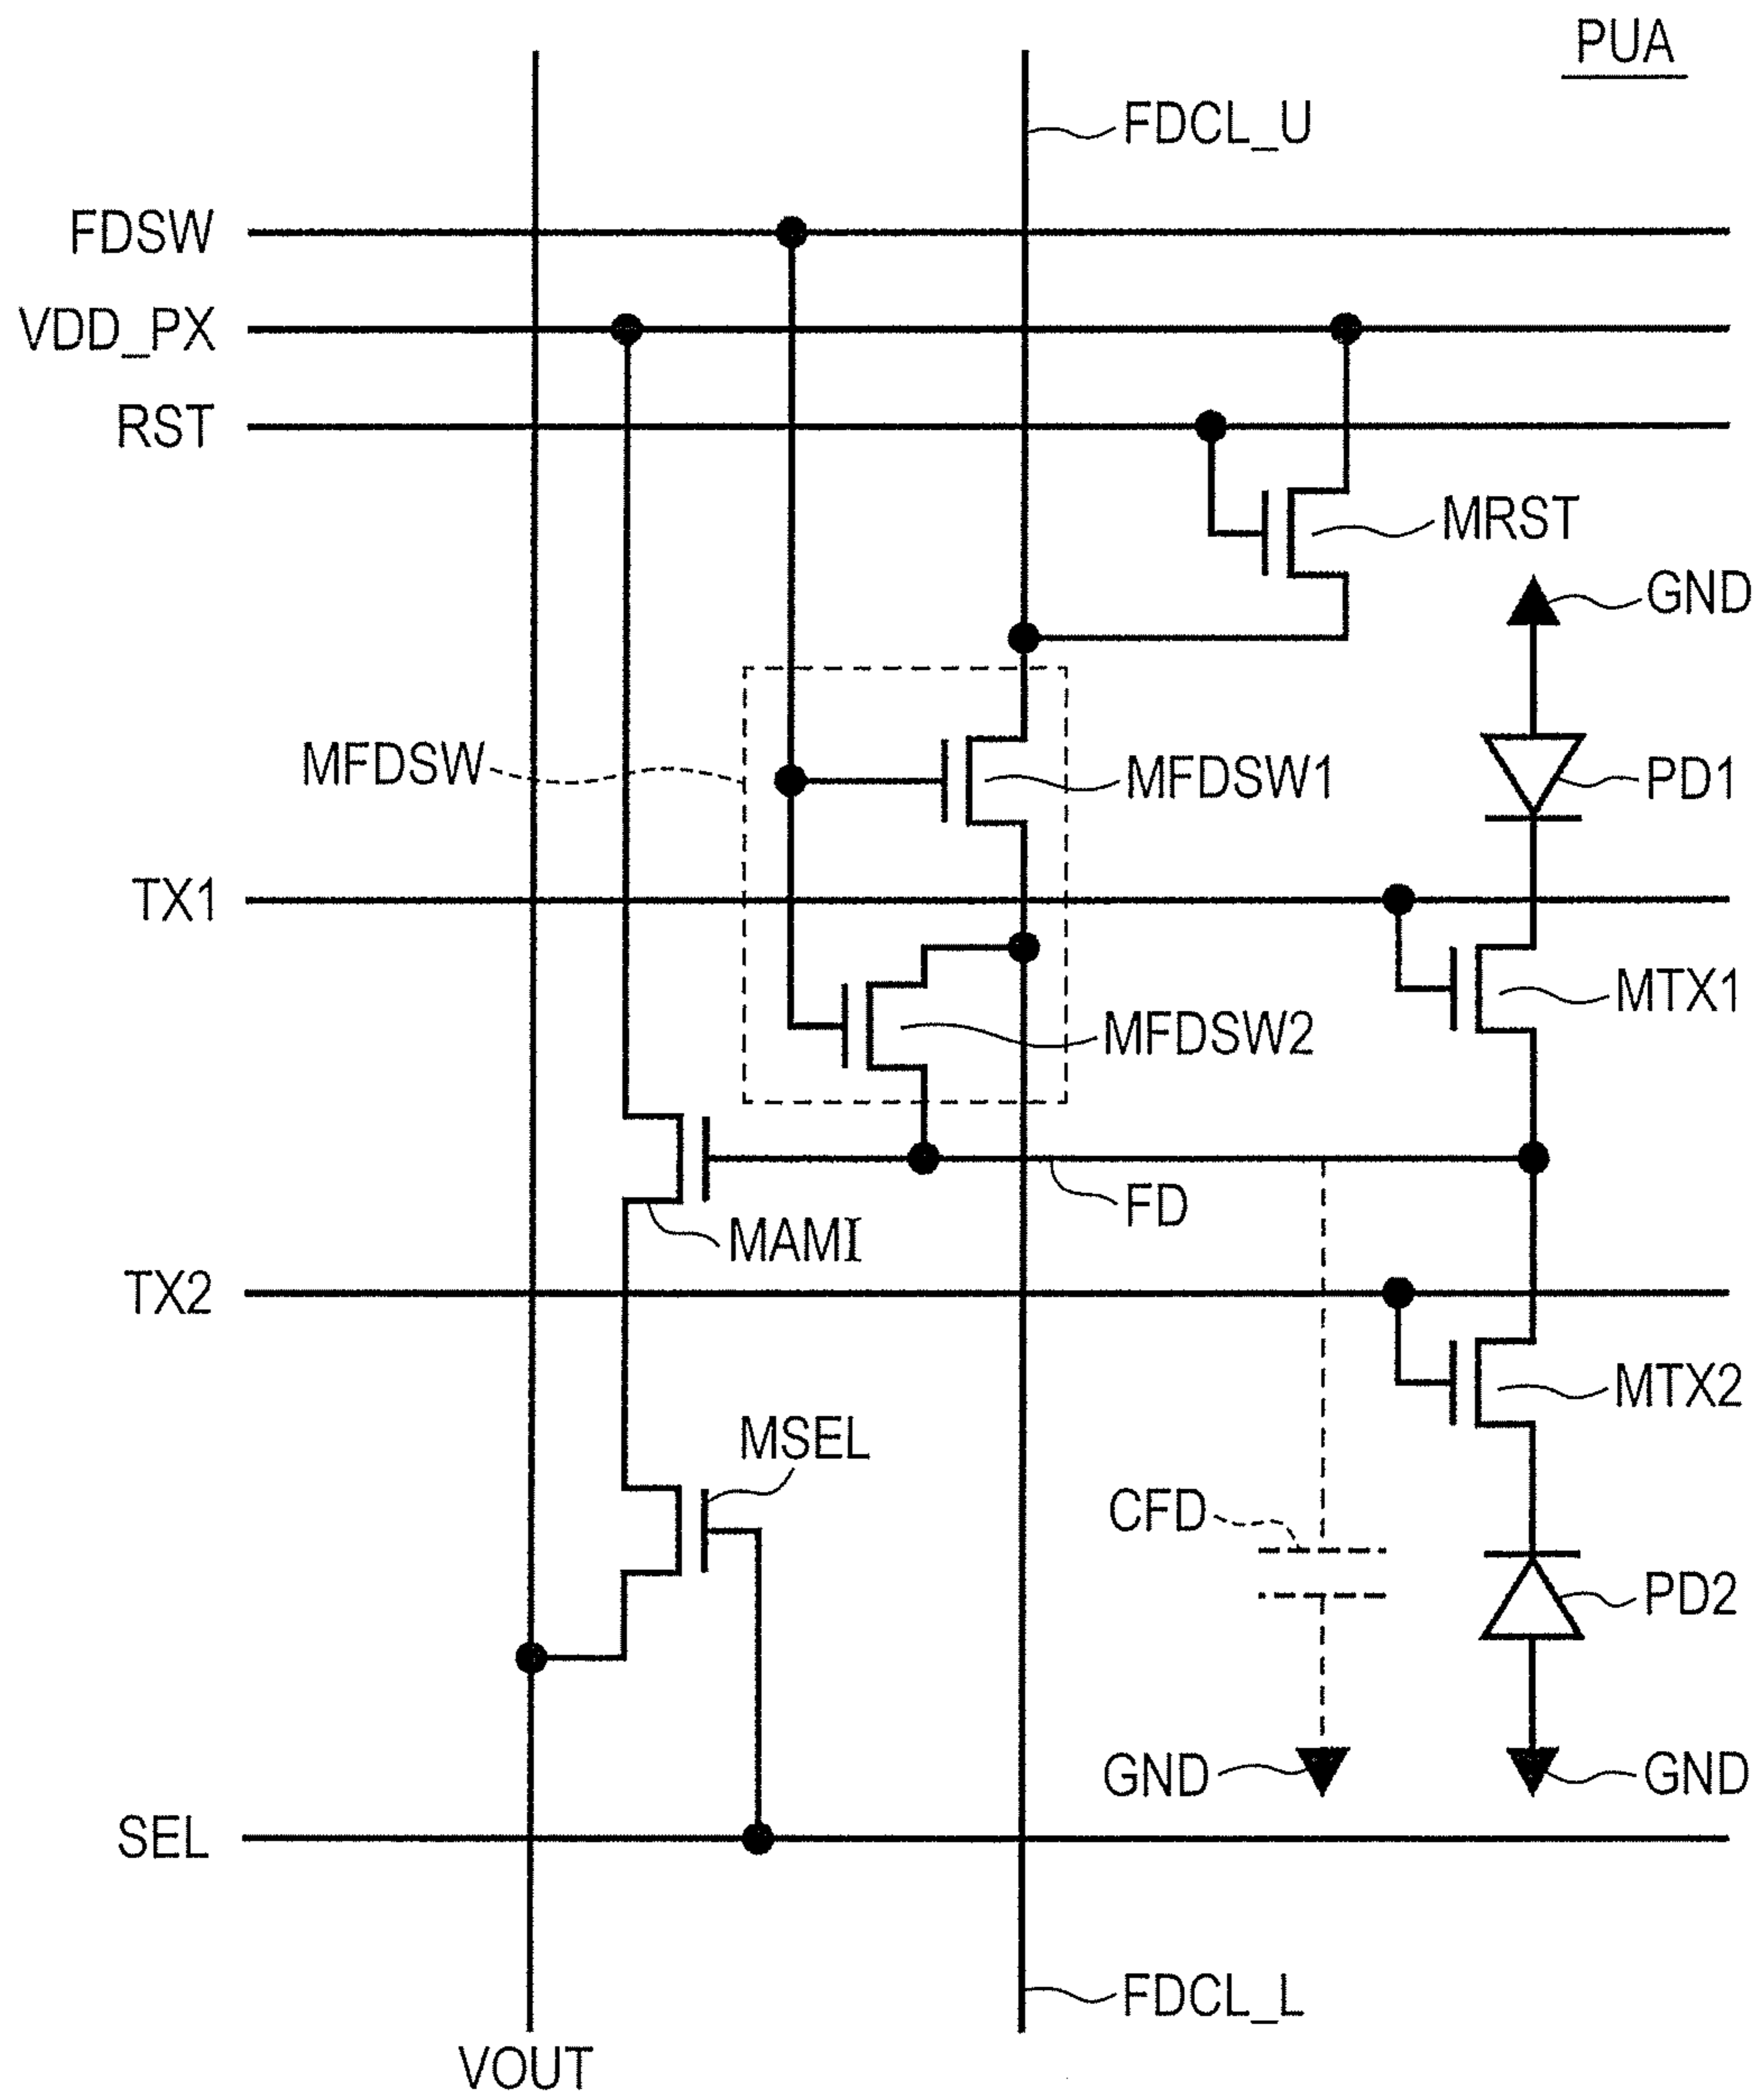 PUA
FDCL_U
FDSW
VDD_PX
RST
MRST
GND
MFDSW
MFDSW1
PD1
TX1
MTX1
MFDSW2
FD
MAMI
TX2
MTX2
MSEL
CFD
PD2
GND
GND
SEL
FDCL_L
VOUT